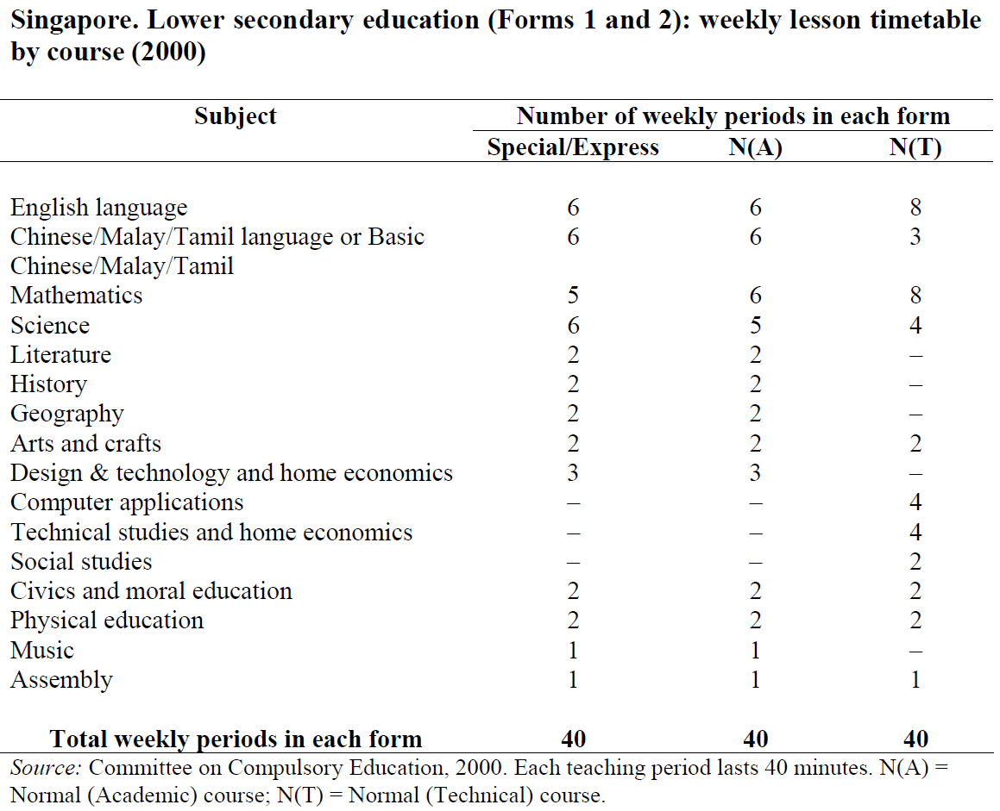 Singapore. Lower secondary education (Forms 1 and 2): weekly lesson timetable
by course (2000)
Subject Number of weekly periods in each form
Special/Express N(A) N(T)
English language 6 6 8
Chinese/Malay/Tamil language or Basic 6 6 3
Chinese/Malay/Tamil
Mathematics 5 6 8
Science 6 5 4
Literature 2 2 –
History 2 2 –
Geography 2 2 –
Arts and crafts 2 2 2
Design & technology and home economics 3 3 –
Computer applications – – 4
Technical studies and home economics – – 4
Social studies – – 2
Civics and moral education 2 2 2
Physical education 2 2 2
Music 1 1 –
Assembly 1 1 1
Total weekly periods in each form 40 40 40
Source: Committee on Compulsory Education, 2000. Each teaching period lasts 40 minutes. N(A) =
Normal (Academic) course; N(T) = Normal (Technical) course.